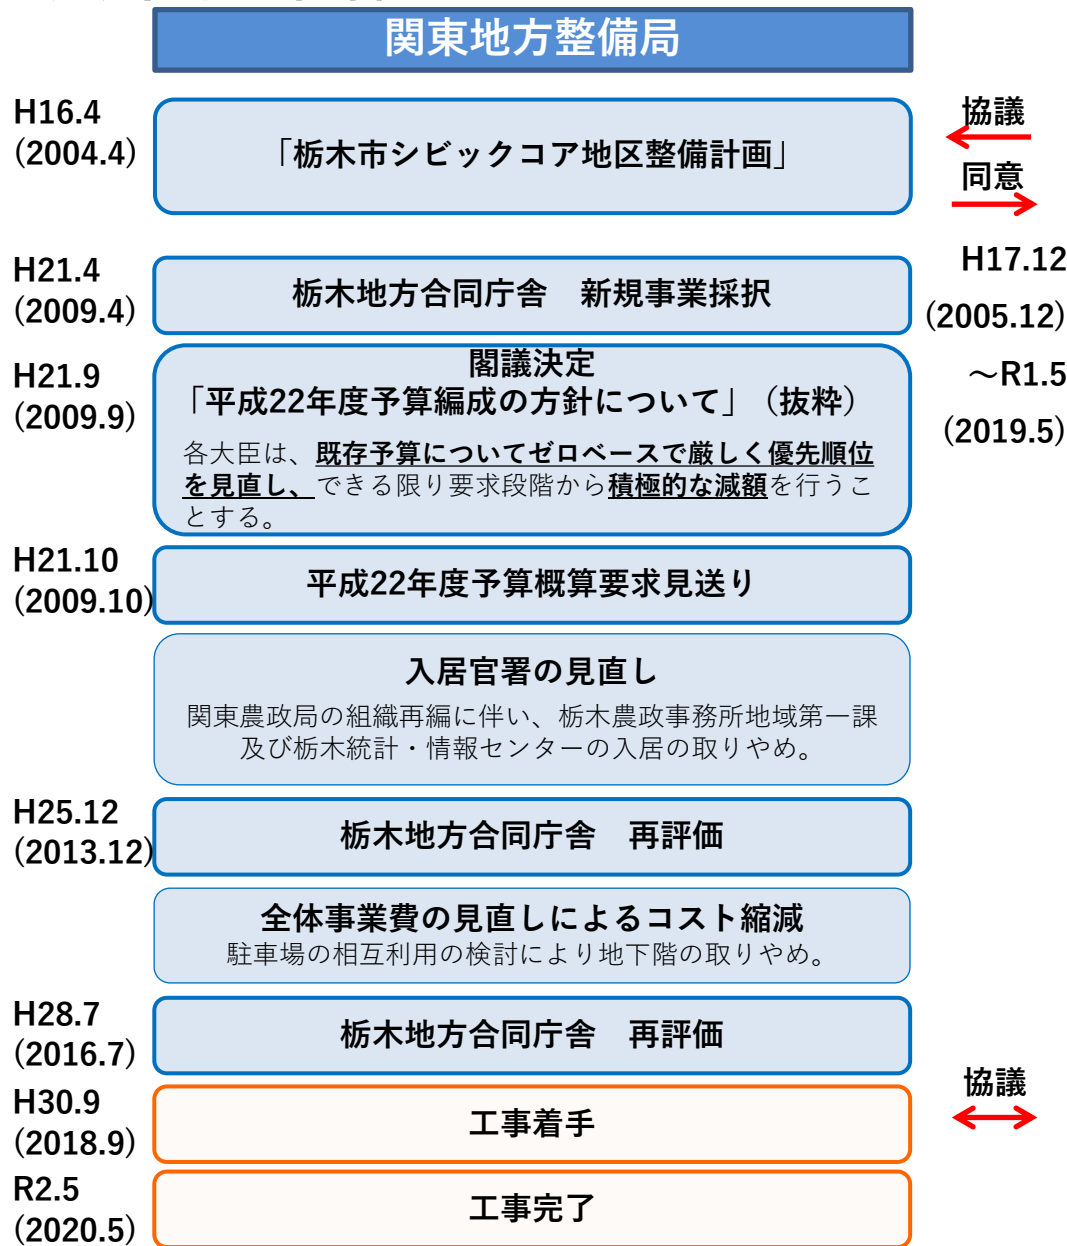 関東地方整備局
H16.4
(2004.4)
「栃木市シビックコア地区整備計画」
協議
同意
H21.4
(2009.4)
栃木地方合同庁舎　新規事業採択
H17.12
(2005.12)
～R1.5
(2019.5)
H21.9
(2009.9)
閣議決定
「平成22年度予算編成の方針について」（抜粋）
各大臣は、既存予算についてゼロベースで厳しく優先順位
を見直し、できる限り要求段階から積極的な減額を行うこ
とする。
H21.10
(2009.10)
平成22年度予算概算要求見送り
入居官署の見直し
関東農政局の組織再編に伴い、栃木農政事務所地域第一課
及び栃木統計・情報センターの入居の取りやめ。
H25.12
(2013.12)
栃木地方合同庁舎　再評価
全体事業費の見直しによるコスト縮減
駐車場の相互利用の検討により地下階の取りやめ。
H28.7
(2016.7)
栃木地方合同庁舎　再評価
H30.9
(2018.9)
工事着手
協議
R2.5
(2020.5)
工事完了